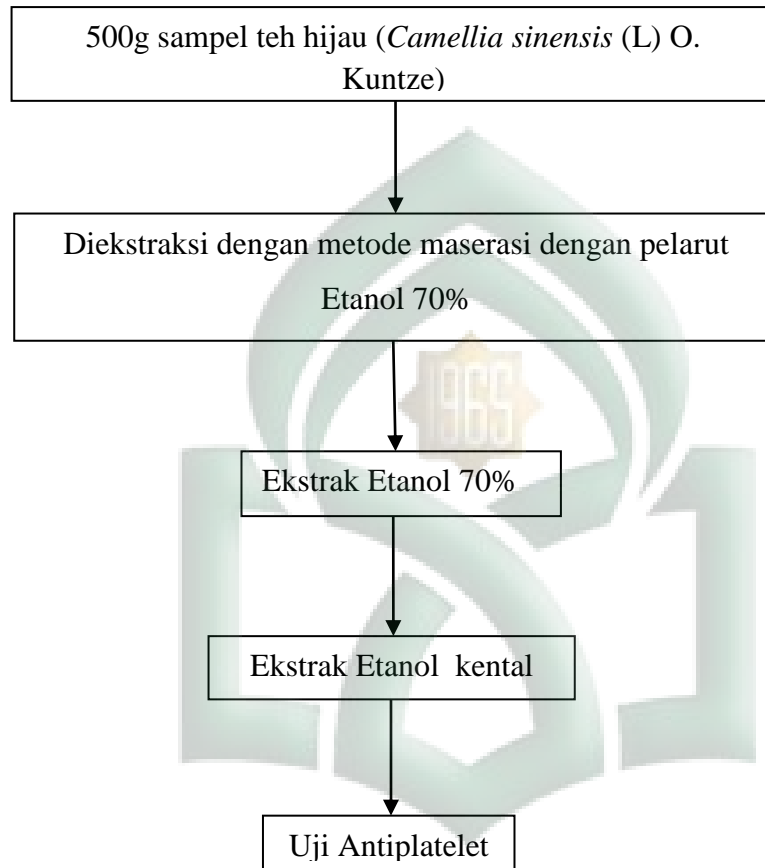 500g sampel teh hijau (Camellia sinensis (L) O.
Kuntze)
Diekstraksi dengan metode maserasi dengan pelarut
Etanol 70%
1965
Ekstrak Etanol 70%
Ekstrak Etanol  kental
Uji Antiplatelet